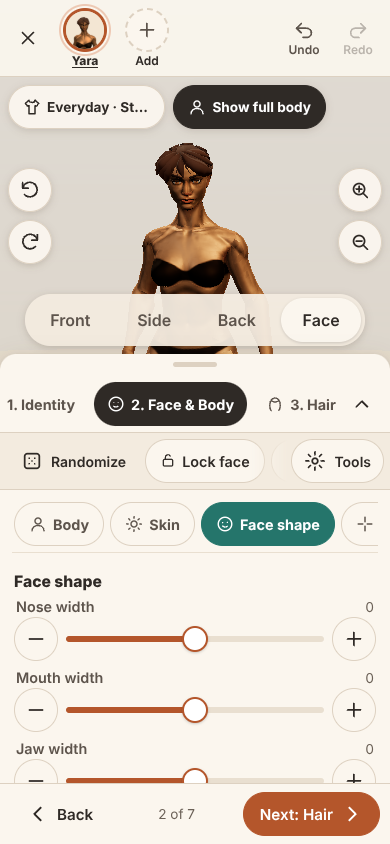 Yara
Add
Undo
Redo
Everyday · St...
Show full body
Front
Side
Back
Face
1. Identity
2. Face & Body
3. Hair
Randomize
Lock face
Tools
Body
Skin
Face shape
Face shape
Nose width
0
Mouth width
0
Jaw width
0
Back
2 of 7
Next: Hair